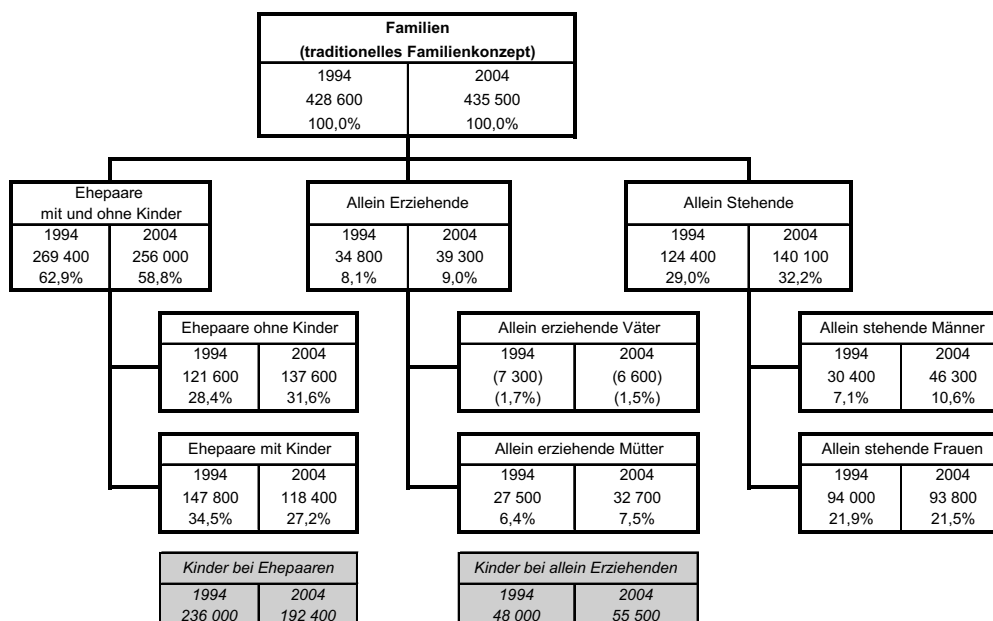 Familien
(traditionelles Familienkonzept)
1994 2004
428 600 435 500
100,0% 100,0%
Ehepaare
mit und ohne Kinder
1994 2004
269 400 256 000
62,9% 58,8%
Allein Erziehende
1994 2004
34 800 39 300
8,1% 9,0%
Allein Stehende
1994 2004
124 400 140 100
29,0% 32,2%
Ehepaare ohne Kinder
1994 2004
121 600 137 600
28,4% 31,6%
Allein erziehende Väter
1994 2004
(7 300) (6 600)
(1,7%) (1,5%)
Allein stehende Männer
1994 2004
30 400 46 300
7,1% 10,6%
Ehepaare mit Kinder
1994 2004
147 800 118 400
34,5% 27,2%
Allein erziehende Mütter
1994 2004
27 500 32 700
6,4% 7,5%
Allein stehende Frauen
1994 2004
94 000 93 800
21,9% 21,5%
Kinder bei Ehepaaren
1994 2004
236 000 192 400
Kinder bei allein Erziehenden
1994 2004
48 000 55 500